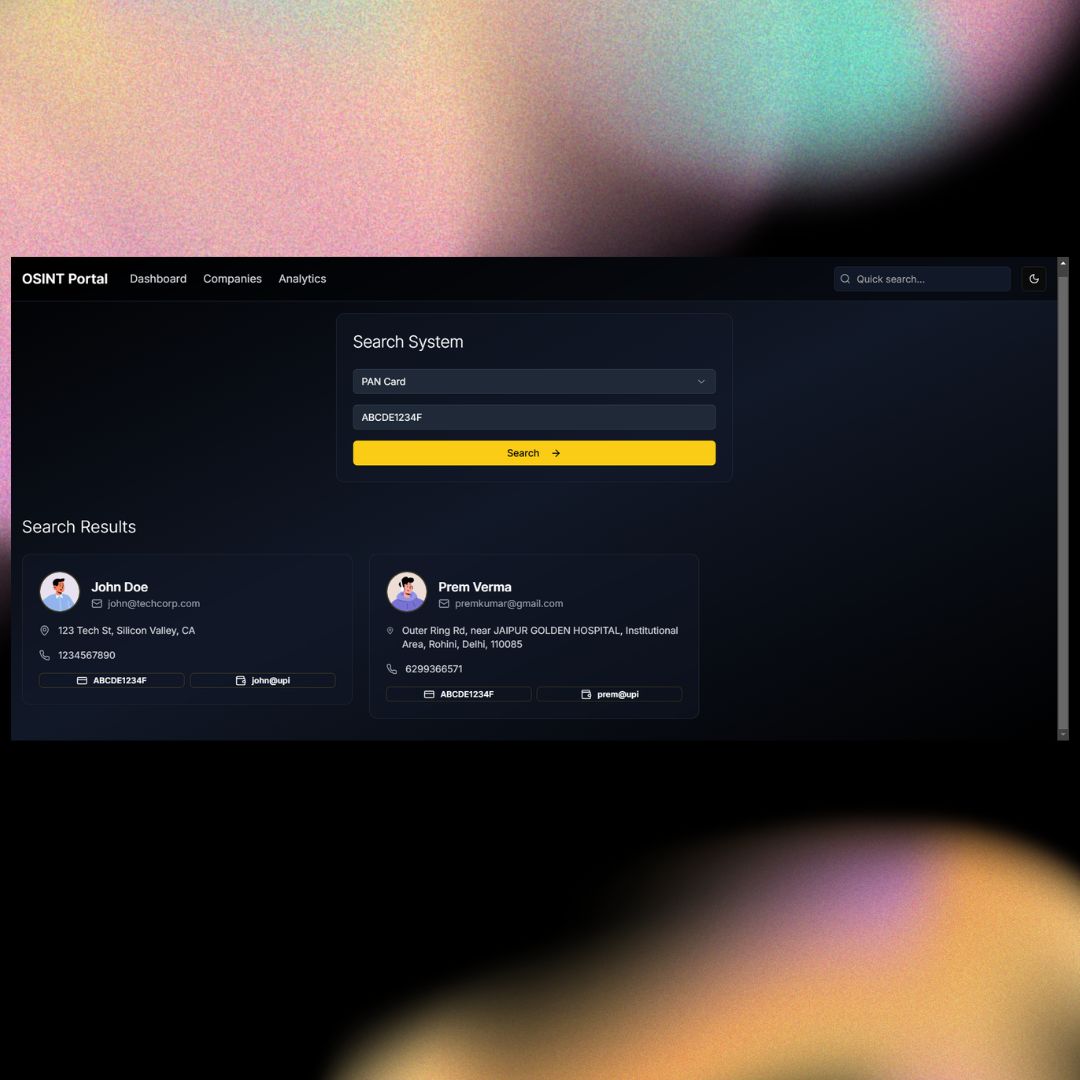 OSINT Portal Dashboard Companies Analytics Quick search...
Search System
PAN Card
ABCDE1234F
Search
Search Results
John Doe
john@techcorp.com
123 Tech St, Silicon Valley, CA
1234567890
ABCDE1234F john@upi
Prem Verma
premkumar@gmail.com
Outer Ring Rd, near JAIPUR GOLDEN HOSPITAL, Institutional
Area, Rohini, Delhi, 110085
6299366571
ABCDE1234F prem@upi